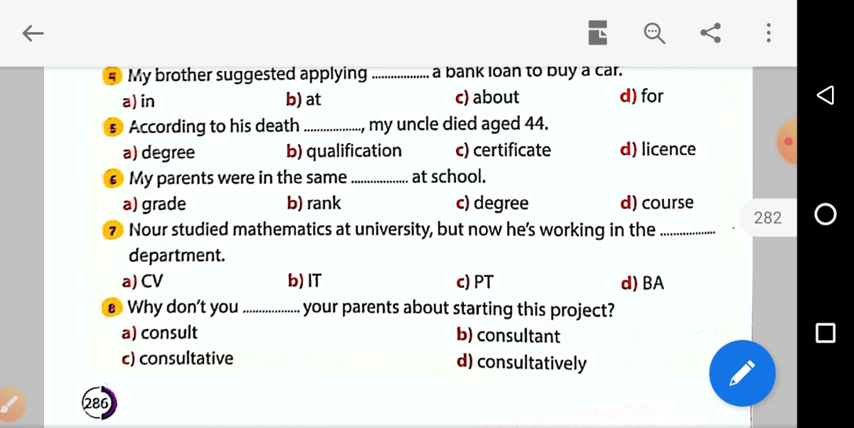 4 My brother suggested applying .................. a bank loan to buy a car.
a) in b) at c) about d) for
5 According to his death .................., my uncle died aged 44.
a) degree b) qualification c) certificate d) licence
6 My parents were in the same .................. at school.
a) grade b) rank c) degree d) course
282
7 Nour studied mathematics at university, but now he's working in the ..................
department.
a) CV b) IT c) PT d) BA
8 Why don't you .................. your parents about starting this project?
a) consult b) consultant
c) consultative d) consultatively
286